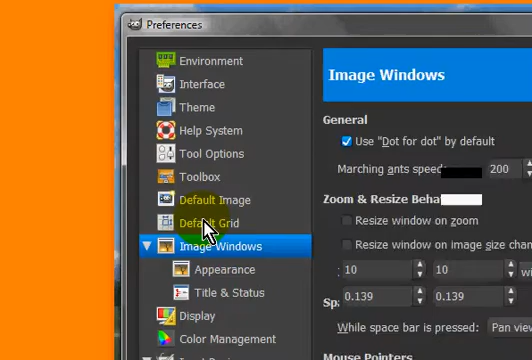 Preferences
Environment
Interface
Theme
Help System
Tool Options
Toolbox
Default Image
Default Grid
Image Windows
Appearance
Title & Status
Display
Color Management
Image Windows
General
Use "Dot for dot" by default
Marching ants speed:
200
Zoom & Resize Beha
Resize window on zoom
Resize window on image size chan
10
10
Spa
0.139
0.139
While space bar is pressed:
Pan view
Mouse Pointers